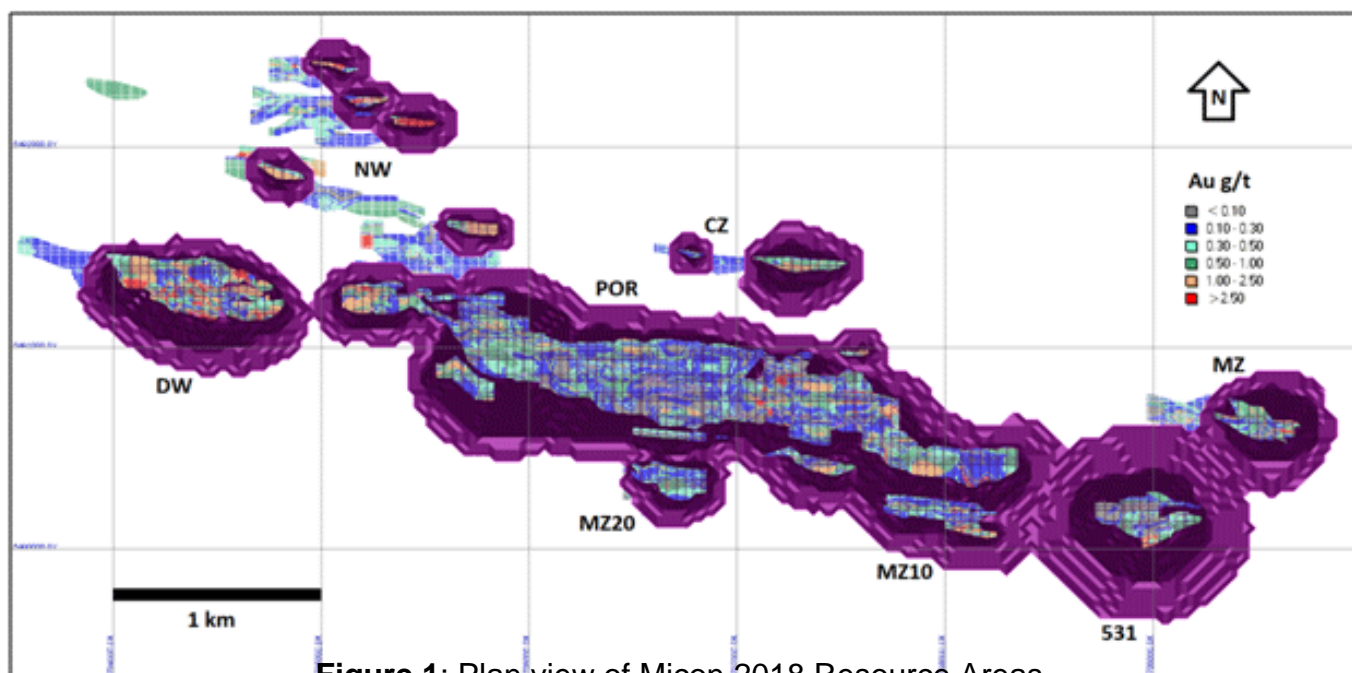 N
NW
Au g/t
< 0.10
0.10 - 0.30
0.30 - 0.50
0.50 - 1.00
1.00 - 2.50
> 2.50
CZ
POR
DW
MZ
MZ20
MZ10
1 km
531
Figure 1: Plan view of Micon 2018 Resource Areas